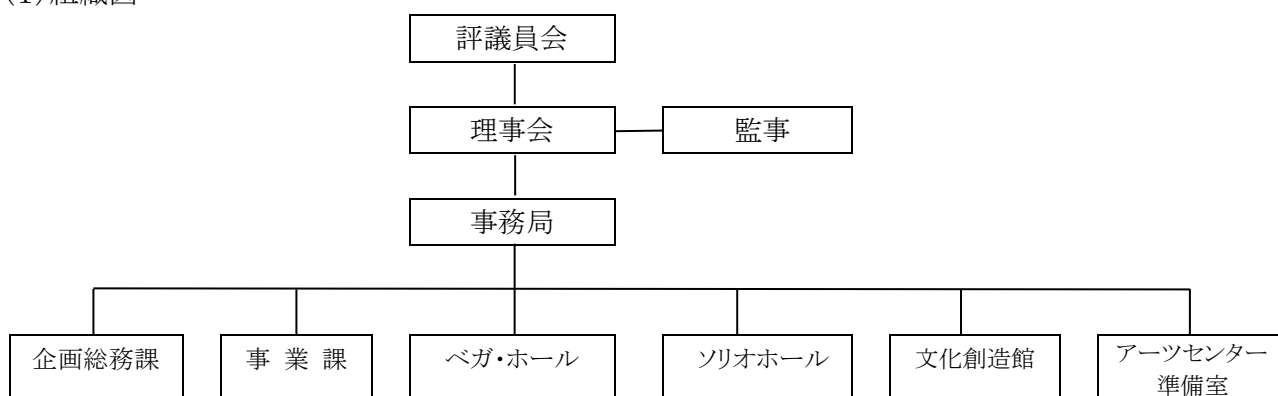 (1)組織図
評議員会
理事会
監事
事務局
企画総務課
事 業 課
ベガ・ホール
ソリオホール
文化創造館
アーツセンター
準備室